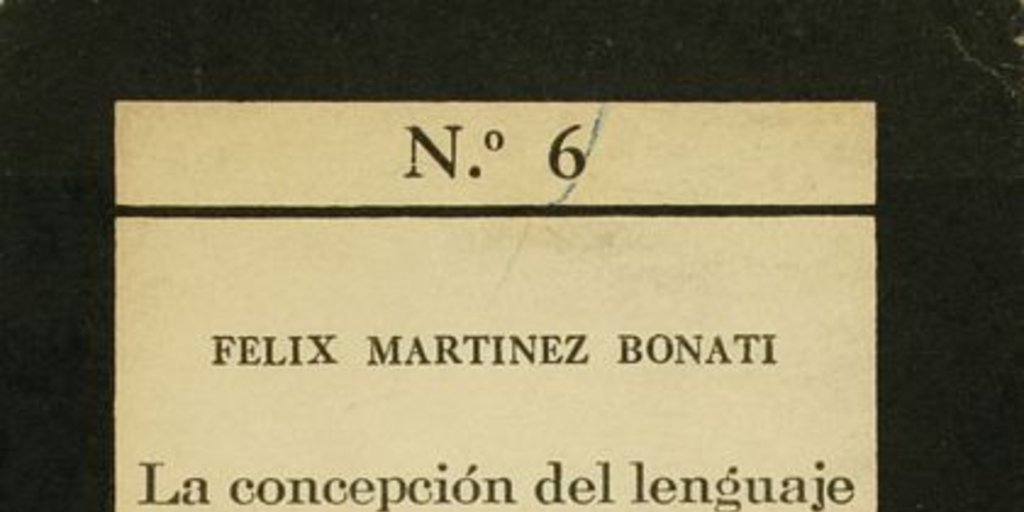 N.º 6
FELIX MARTINEZ BONATI
La concepción del lenguaje